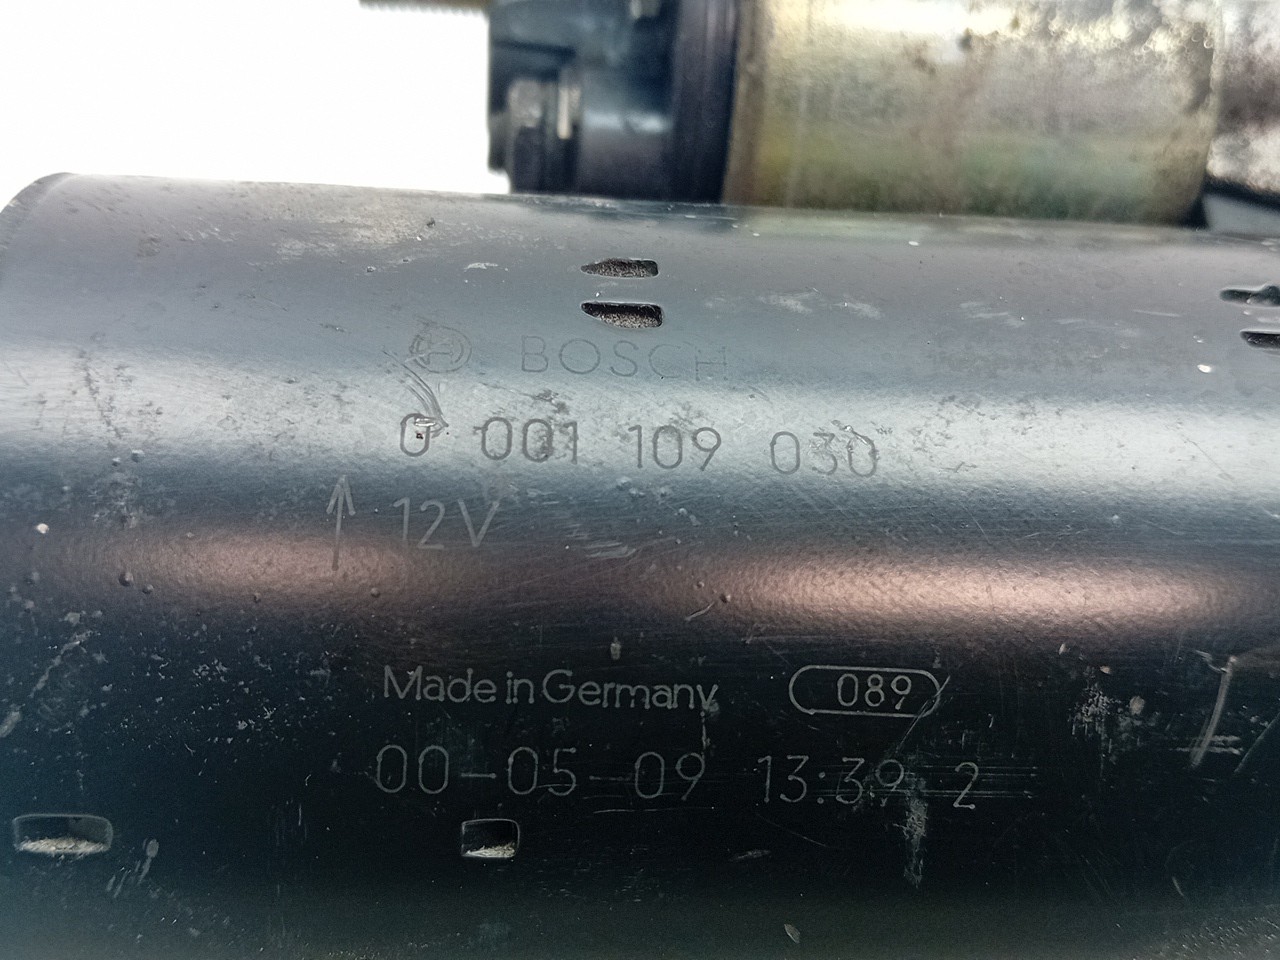 BOSCH
0 001 109 030
12V
Made in Germany 089
00-05-09 13:39 2